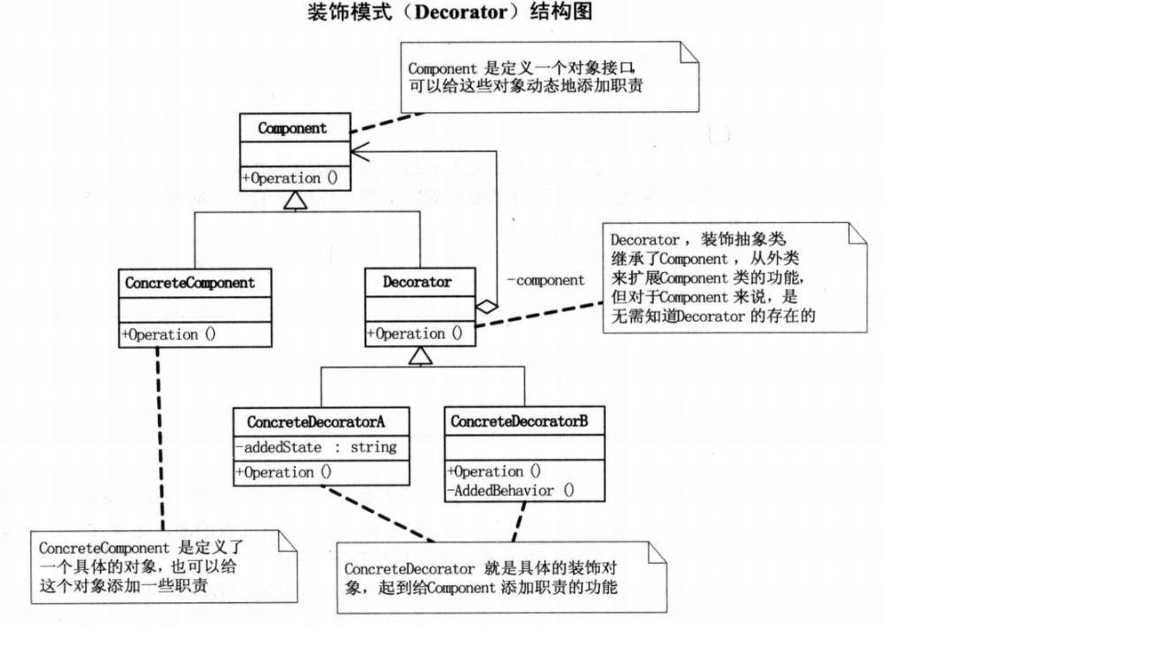 装饰模式（Decorator）结构图
Component 是定义一个对象接口,
可以给这些对象动态地添加职责
Component
+Operation ()
Decorator , 装饰抽象类,
继承了Component , 从外类
来扩展Component 类的功能,
但对于Component 来说, 是
无需知道Decorator 的存在的
ConcreteComponent
+Operation ()
Decorator
+Operation ()
-component
ConcreteDecoratorA
-addedState : string
+Operation ()
ConcreteDecoratorB
+Operation ()
-AddedBehavior ()
ConcreteComponent 是定义了
一个具体的对象, 也可以给
这个对象添加一些职责
ConcreteDecorator 就是具体的装饰对
象, 起到给Component 添加职责的功能